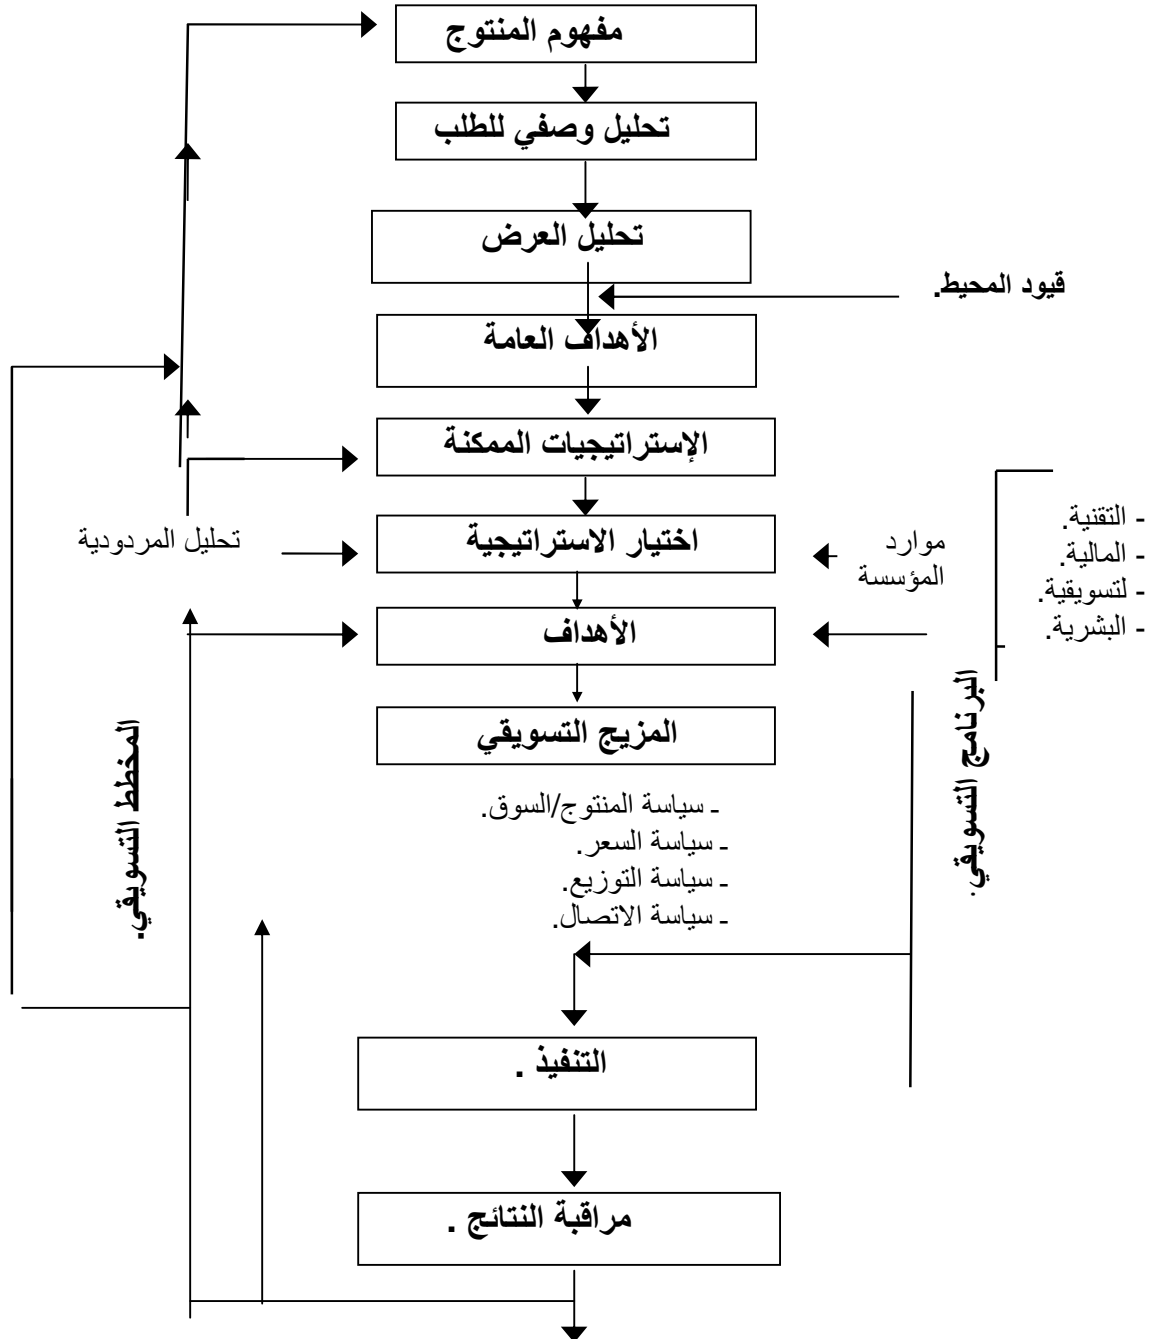 مفهوم المنتوج
تحليل وصفي للطلب
تحليل العرض
قيود المحيط.
الأهداف العامة
الإستراتيجيات الممكنة
تحليل المردودية
اختيار الاستراتيجية
موارد
المؤسسة
- التقنية.
- المالية.
- لتسويقية.
- البشرية.
الأهداف
المزيج التسويقي
البرنامج التسويقي.
المخطط التسويقي.
- سياسة المنتوج/السوق.
- سياسة السعر.
- سياسة التوزيع.
- سياسة الاتصال.
التنفيذ .
مراقبة النتائج .